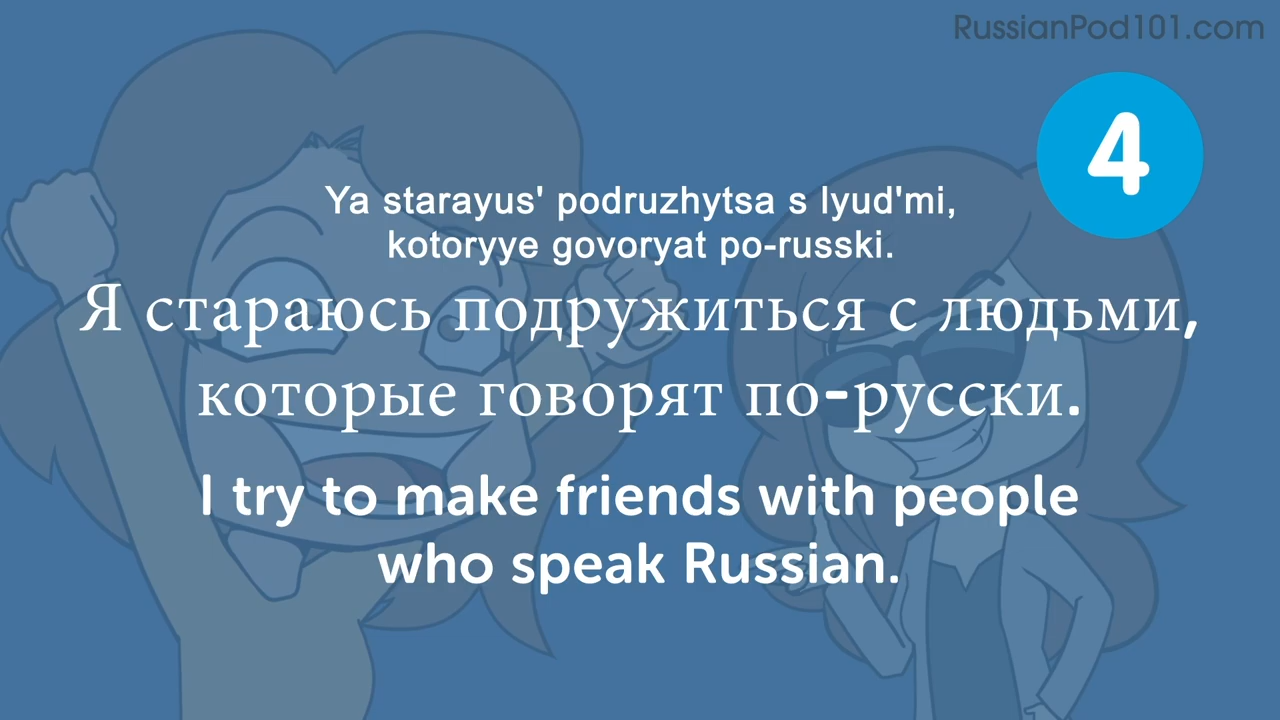 RussianPod101.com
4
Ya starayus' podruzhytsa s lyud'mi,
kotoryye govoryat po-russki.
Я стараюсь подружиться с людьми,
которые говорят по-русски.
I try to make friends with people
who speak Russian.